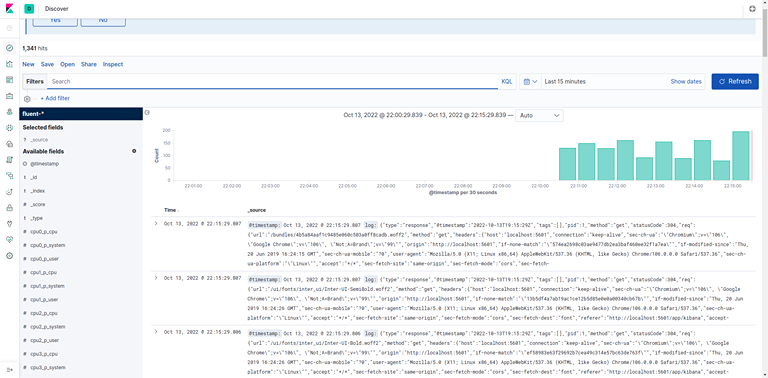 D Discover
Yes No
1,341 hits
New Save Open Share Inspect
Filters Search KQL Last 15 minutes Show dates Refresh
+ Add filter
fluent-*
Oct 13, 2022 @ 22:00:29.839 - Oct 13, 2022 @ 22:15:29.839 — Auto
Selected fields
? _source
Available fields
@timestamp
t _id
t _index
# _score
t _type
# cpu0_p_cpu
# cpu0_p_system
# cpu0_p_user
# cpu1_p_cpu
# cpu1_p_system
# cpu1_p_user
# cpu2_p_cpu
# cpu2_p_system
# cpu2_p_user
# cpu3_p_cpu
# cpu3_p_system
Count
200
150
100
50
0
22:01:00 22:02:00 22:03:00 22:04:00 22:05:00 22:06:00 22:07:00 22:08:00 22:09:00 22:10:00 22:11:00 22:12:00 22:13:00 22:14:00 22:15:00
@timestamp per 30 seconds
Time _source
Oct 13, 2022 @ 22:15:29.807 @timestamp: Oct 13, 2022 @ 22:15:29.807 log: {"type":"response","@timestamp":"2022-10-13T19:15:29Z","tags":[],"pid":1,"method":"get","statusCode":304,"req":
"method":"get","headers":{"host":"localhost:5601","connection":"keep-alive","sec-ch-ua":"\"Chromium\";v=\"106\", \
"Google Chrome\";v=\"106\", \"Not;A=Brand\";v=\"99\"","origin":"http://localhost:5601","if-none-match":
20 Jun 2019 16:24:15 GMT","sec-ch-ua-mobile":"?0","user-agent":"Mozilla/5.0 (X11; Linux x86_64) AppleWebKit/537.36 (KHTML, like Gecko) Chrome/106.0.0.0 Safari/537.36","sec-ch-
ua-platform":"\"Linux\"","accept":"*/*","sec-fetch-site":"same-origin","sec-fetch-mode":"cors","sec-fetch-
Oct 13, 2022 @ 22:15:29.807 @timestamp: Oct 13, 2022 @ 22:15:29.807 log: {"type":"response","@timestamp":"2022-10-13T19:15:29Z","tags":[],"pid":1,"method":"get","statusCode":304,"req":
{"url":"/ui/fonts/inter_ui/Inter-UI-SemiBold.woff2","method":"get","headers":{"host":"localhost:5601","connection":"keep-alive","sec-ch-ua":"\"Chromium\";v=\"106\", \"Google
Chrome\";v=\"106\", \"Not;A=Brand\";v=\"99\"","origin":"http://localhost:5601","if-none-match":
2019 16:24:26 GMT","sec-ch-ua-mobile":"?0","user-agent":"Mozilla/5.0 (X11; Linux x86_64) AppleWebKit/537.36 (KHTML, like Gecko) Chrome/106.0.0.0 Safari/537.36","sec-ch-ua-
platform":"\"Linux\"","accept":"*/*","sec-fetch-site":"same-origin","sec-fetch-mode":"cors","sec-fetch-dest":"font","referer":"http://localhost:5601/app/kibana","accept-
Oct 13, 2022 @ 22:15:29.806 @timestamp: Oct 13, 2022 @ 22:15:29.806 log: {"type":"response","@timestamp":"2022-10-13T19:15:29Z","tags":[],"pid":1,"method":"get","statusCode":304,"req":
{"url":"/ui/fonts/inter_ui/Inter-UI-Bold.woff2","method":"get","headers":{"host":"localhost:5601","connection":"keep-alive","sec-ch-ua":"\"Chromium\";v=\"106\", \"Google
Chrome\";v=\"106\", \"Not;A=Brand\";v=\"99\"","origin":"http://localhost:5601","if-none-match":
2019 16:24:26 GMT","sec-ch-ua-mobile":"?0","user-agent":"Mozilla/5.0 (X11; Linux x86_64) AppleWebKit/537.36 (KHTML, like Gecko) Chrome/106.0.0.0 Safari/537.36","sec-ch-ua-
platform":"\"Linux\"","accept":"*/*","sec-fetch-site":"same-origin","sec-fetch-mode":"cors","sec-fetch-dest":"font","referer":"http://localhost:5601/app/kibana","accept-